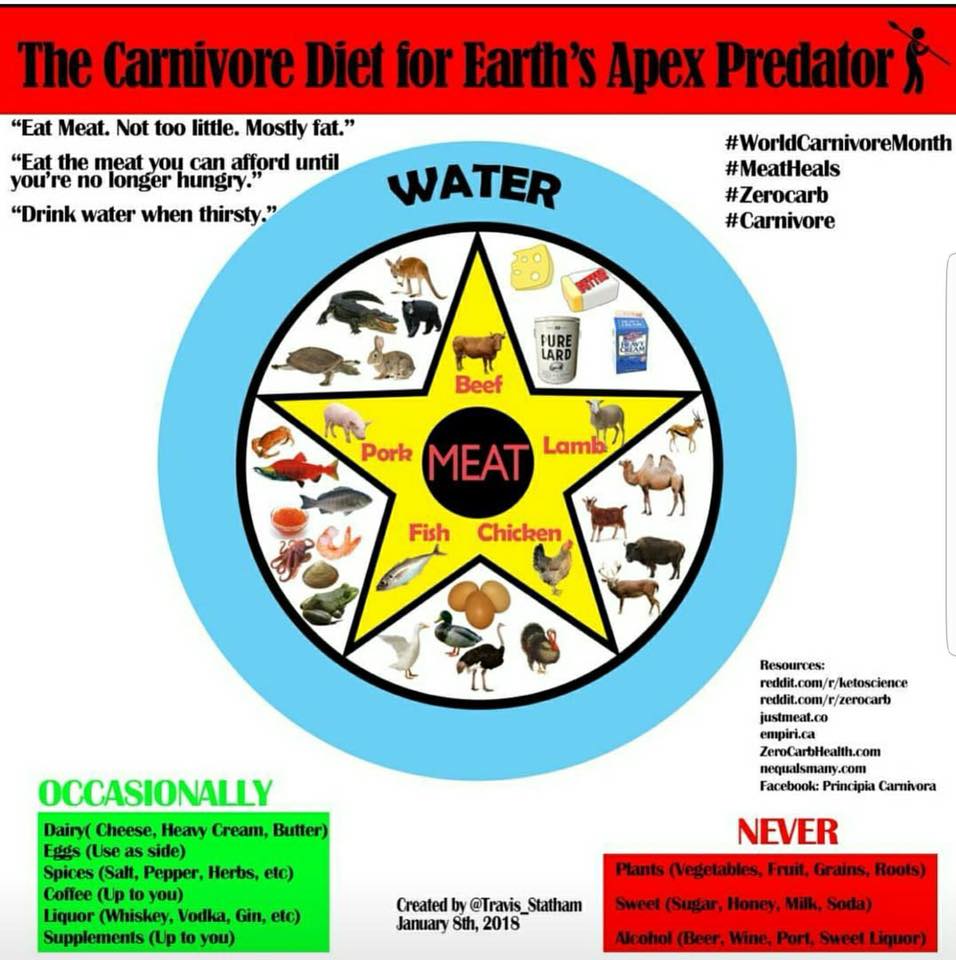 The Carnivore Diet for Earth's Apex Predator
“Eat Meat. Not too little. Mostly fat.”
“Eat the meat you can afford until
you're no longer hungry.”
“Drink water when thirsty.”
#WorldCarnivoreMonth
#MeatHeals
#Zerocarb
#Carnivore
WATER
BUTTER
PURE
LARD
HEAVY
CREAM
Beef
Pork
MEAT
Lamb
Fish
Chicken
Resources:
reddit.com/r/ketoscience
reddit.com/r/zerocarb
justmeat.co
empiri.ca
ZeroCarbHealth.com
nequalsmany.com
Facebook: Principia Carnivora
OCCASIONALLY
Dairy( Cheese, Heavy Cream, Butter)
Eggs (Use as side)
Spices (Salt, Pepper, Herbs, etc)
Coffee (Up to you)
Liquor (Whiskey, Vodka, Gin, etc)
Supplements (Up to you)
Created by @Travis_Statham
January 8th, 2018
NEVER
Plants (Vegetables, Fruit, Grains, Roots)
Sweet (Sugar, Honey, Milk, Soda)
Alcohol (Beer, Wine, Port, Sweet Liquor)